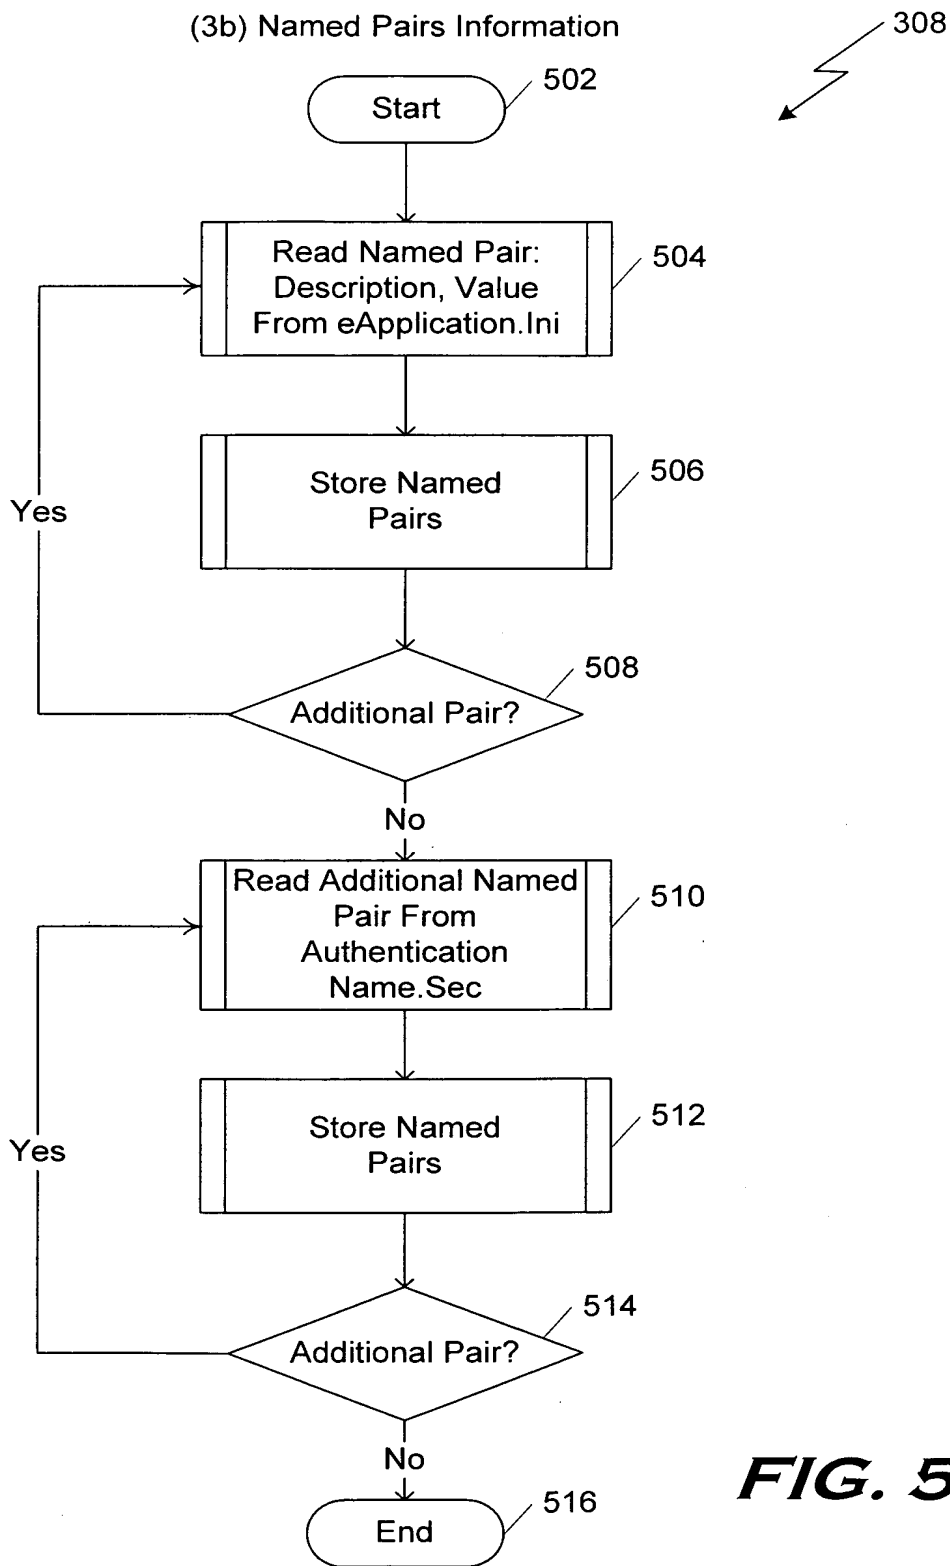 (3b) Named Pairs Information
308
Start
502
Read Named Pair:
Description, Value
From eApplication.Ini
504
Store Named
Pairs
506
Yes
Additional Pair?
508
No
Read Additional Named
Pair From
Authentication
Name.Sec
510
Store Named
Pairs
512
Yes
Additional Pair?
514
No
End
516
FIG. 5